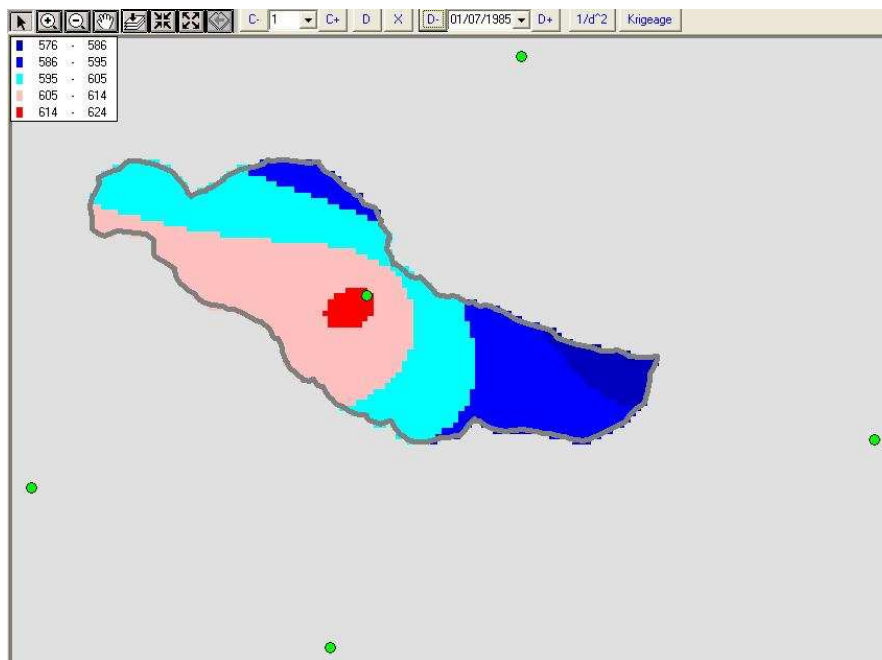 C- 1 C+ D X D- 01/07/1985 D+ 1/d^2 Krigeage
576 - 586
586 - 595
595 - 605
605 - 614
614 - 624